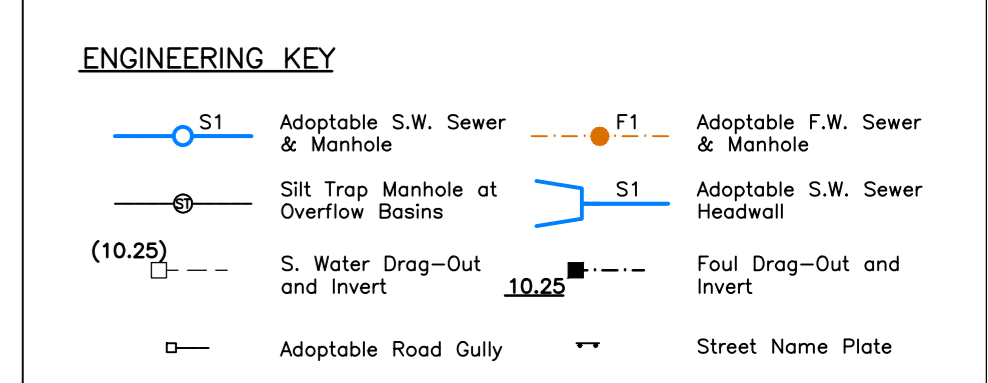 ENGINEERING KEY
S1
Adoptable S.W. Sewer
& Manhole
F1
Adoptable F.W. Sewer
& Manhole
ST
Silt Trap Manhole at
Overflow Basins
S1
Adoptable S.W. Sewer
Headwall
(10.25)
S. Water Drag-Out
and Invert
10.25
Foul Drag-Out and
Invert
Adoptable Road Gully
Street Name Plate